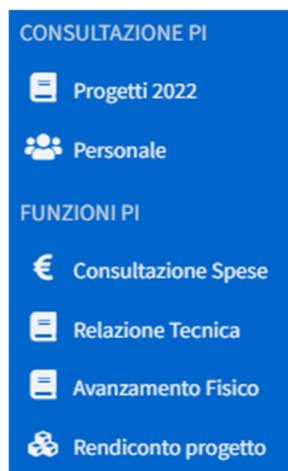 CONSULTAZIONE PI
Progetti 2022
Personale
FUNZIONI PI
€ Consultazione Spese
Relazione Tecnica
Avanzamento Fisico
Rendiconto progetto